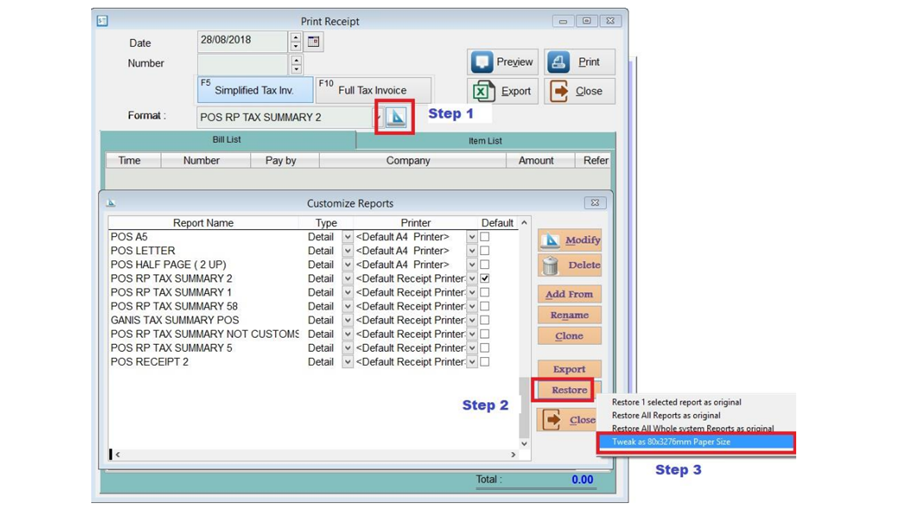 Print Receipt
Date 28/08/2018
Number
Preview Print
F5 Simplified Tax Inv. F10 Full Tax Invoice
Export Close
Format : POS RP TAX SUMMARY 2
Step 1
Bill List Item List
Time Number Pay by Company Amount Refer
Customize Reports
Report Name Type Printer Default
POS A5 Detail <Default A4 Printer>
POS LETTER Detail <Default A4 Printer>
POS HALF PAGE ( 2 UP) Detail <Default A4 Printer>
POS RP TAX SUMMARY 2 Detail <Default Receipt Printer
POS RP TAX SUMMARY 1 Detail <Default Receipt Printer
POS RP TAX SUMMARY 58 Detail <Default Receipt Printer
GANIS TAX SUMMARY POS Detail <Default Receipt Printer
POS RP TAX SUMMARY NOT CUSTOMS Detail <Default Receipt Printer
POS RP TAX SUMMARY 5 Detail <Default Receipt Printer
POS RECEIPT 2 Detail <Default Receipt Printer
Modify
Delete
Add From
Rename
Clone
Export
Restore
Close
Step 2
Restore 1 selected report as original
Restore All Reports as original
Restore All Whole system Reports as original
Tweak as 80x3276mm Paper Size
Step 3
Total : 0.00